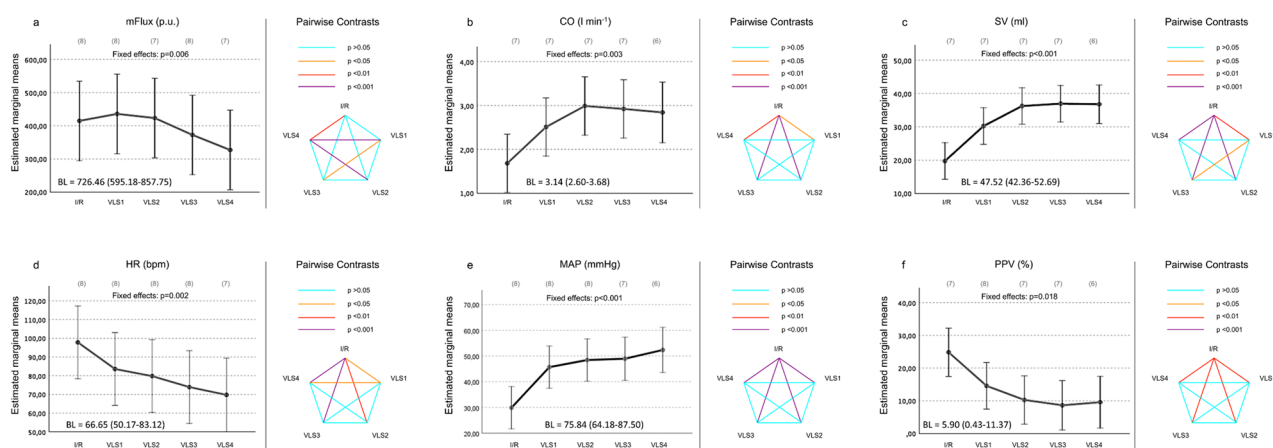 a
mFlux (p.u.)
(8) (8) (7) (8) (7)
Fixed effects: p=0.006
Estimated marginal means
600,00
500,00
400,00
300,00
200,00
BL = 726.46 (595.18-857.75)
I/R VLS1 VLS2 VLS3 VLS4
Pairwise Contrasts
p >0.05
p <0.05
p <0.01
p <0.001
I/R
VLS4 VLS1
VLS3 VLS2
b
CO (l min⁻¹)
(7) (7) (7) (7) (6)
Fixed effects: p=0.003
Estimated marginal means
4,00
3,00
2,00
1,00
BL = 3.14 (2.60-3.68)
I/R VLS1 VLS2 VLS3 VLS4
Pairwise Contrasts
p >0.05
p <0.05
p <0.01
p <0.001
I/R
VLS4 VLS1
VLS3 VLS2
c
SV (ml)
(7) (7) (7) (7) (6)
Fixed effects: p<0.001
Estimated marginal means
50,00
40,00
30,00
20,00
10,00
BL = 47.52 (42.36-52.69)
I/R VLS1 VLS2 VLS3 VLS4
Pairwise Contrasts
p >0.05
p <0.05
p <0.01
p <0.001
I/R
VLS4 VLS
VLS3 VLS2
d
HR (bpm)
(8) (8) (8) (8) (7)
Fixed effects: p=0.002
Estimated marginal means
120,00
110,00
100,00
90,00
80,00
70,00
60,00
50,00
BL = 66.65 (50.17-83.12)
I/R VLS1 VLS2 VLS3 VLS4
Pairwise Contrasts
p >0.05
p <0.05
p <0.01
p <0.001
I/R
VLS4 VLS1
VLS3 VLS2
e
MAP (mmHg)
(8) (8) (7) (7) (6)
Fixed effects: p<0.001
Estimated marginal means
70,00
60,00
50,00
40,00
30,00
20,00
BL = 75.84 (64.18-87.50)
I/R VLS1 VLS2 VLS3 VLS4
Pairwise Contrasts
p >0.05
p <0.05
p <0.01
p <0.001
I/R
VLS4 VLS1
VLS3 VLS2
f
PPV (%)
(7) (8) (7) (6) (7)
Fixed effects: p=0.018
Estimated marginal means
40,00
30,00
20,00
10,00
,00
BL = 5.90 (0.43-11.37)
I/R VLS1 VLS2 VLS3 VLS4
Pairwise Contrasts
p >0.05
p <0.05
p <0.01
p <0.001
I/R
VLS4 VLS1
VLS3 VLS2